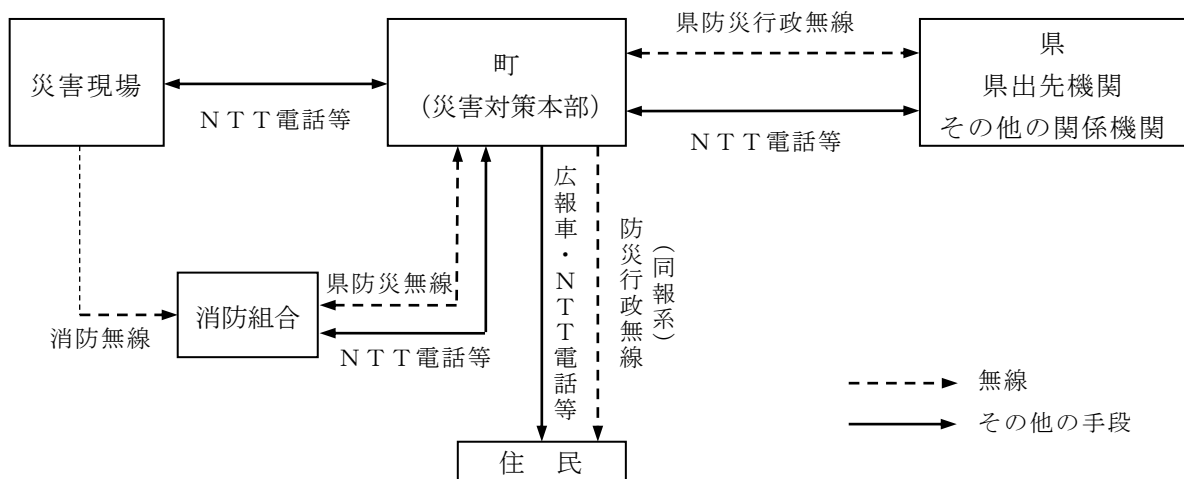 県防災行政無線
災害現場
町
（災害対策本部）
県
県出先機関
その他の関係機関
ＮＴＴ電話等
ＮＴＴ電話等
広報車・ＮＴＴ電話等
防災行政無線
（同報系）
県防災無線
消防組合
消防無線
ＮＴＴ電話等
無線
その他の手段
住　民